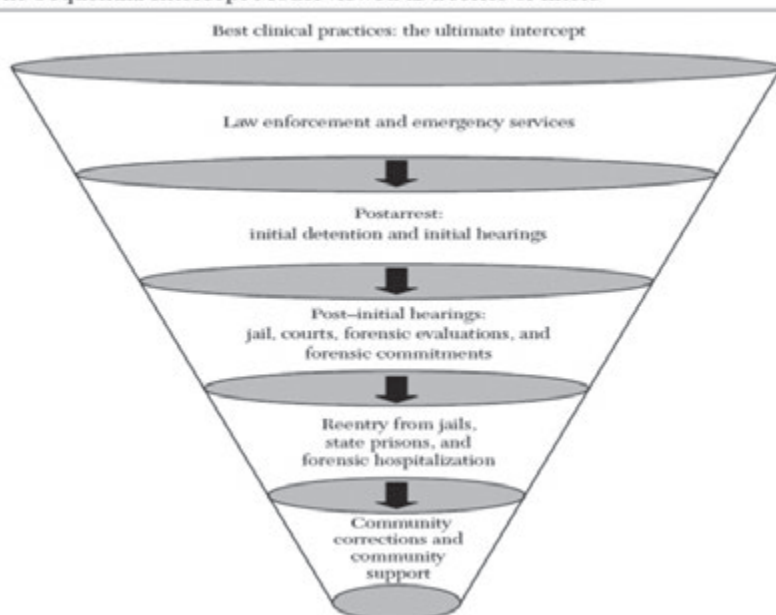 Best clinical practices: the ultimate intercept
Law enforcement and emergency services
Postarrest:
initial detention and initial hearings
Post–initial hearings:
jail, courts, forensic evaluations, and
forensic commitments
Reentry from jails,
state prisons, and
forensic hospitalization
Community
corrections and
community
support